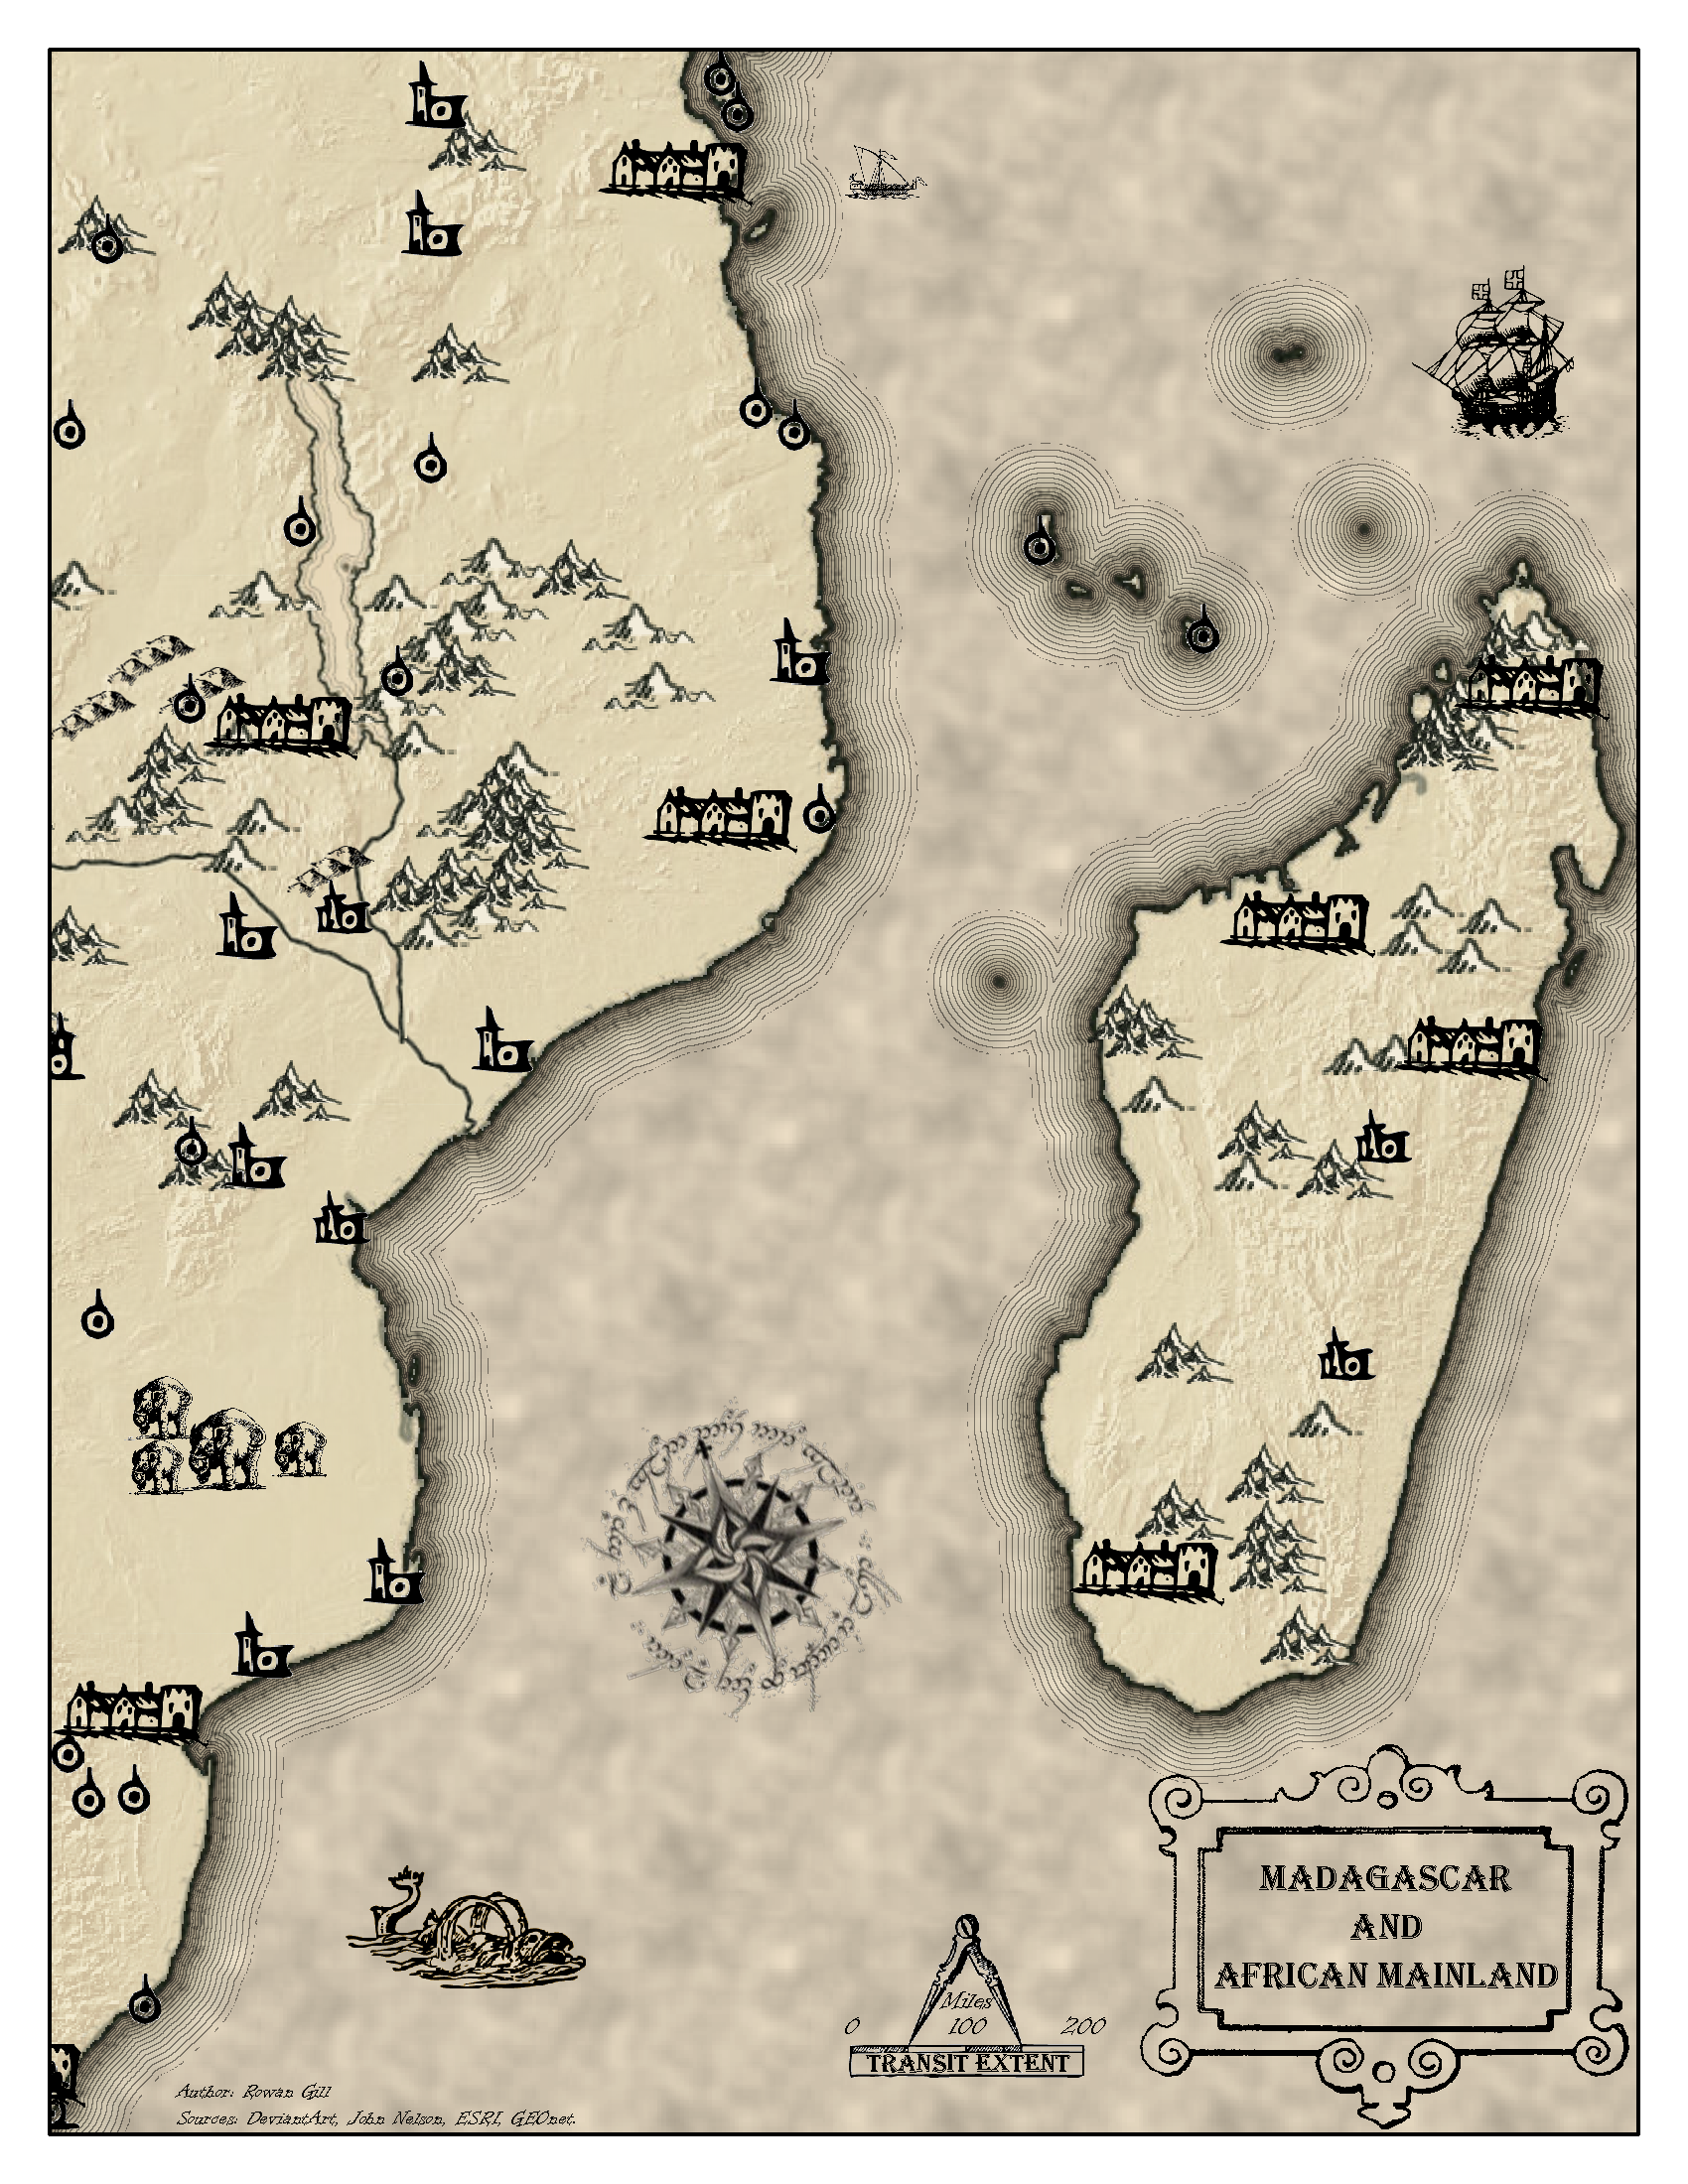 MADAGASCAR
AND
AFRICAN MAINLAND
Miles
0 100 200
TRANSIT EXTENT
Author: Rowan Gill
Sources: DeviantArt, John Nelson, ESRI, GEOnet.